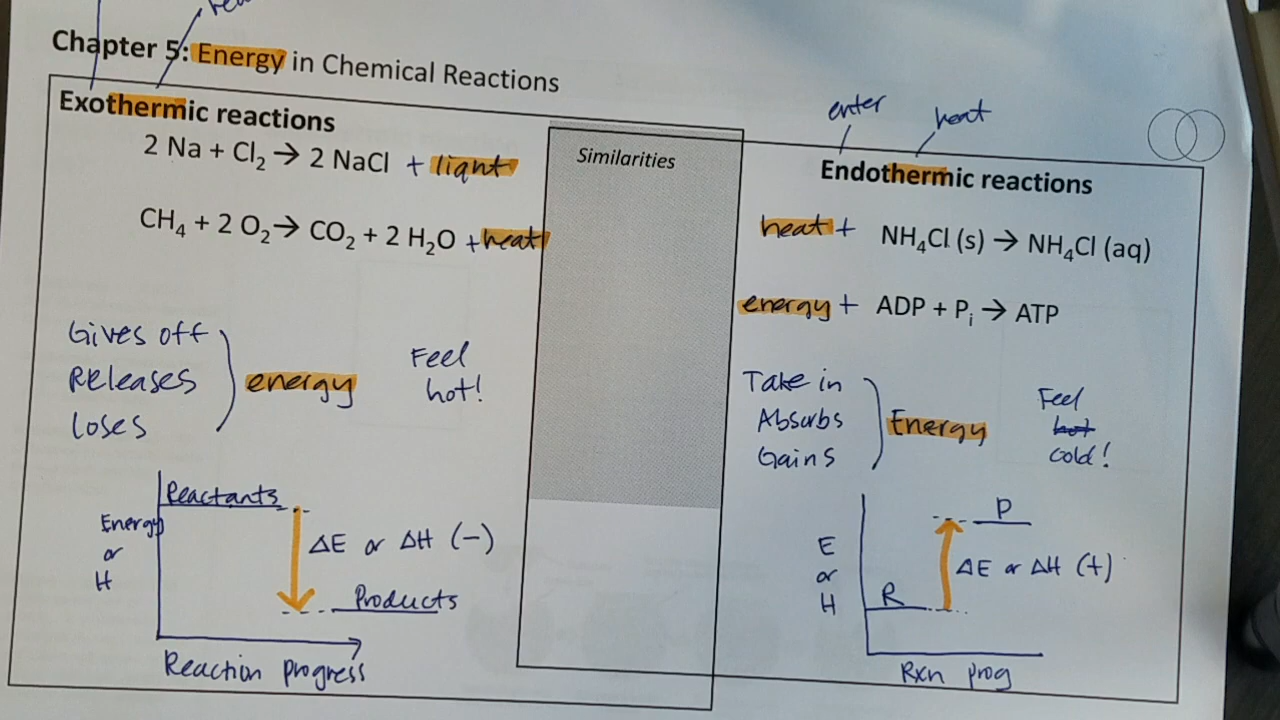 Chapter 5: Energy in Chemical Reactions
Exothermic reactions
2 Na + Cl₂ → 2 NaCl + light
CH₄ + 2 O₂ → CO₂ + 2 H₂O + heat
Gives off
Releases
loses
energy
Feel
hot!
Reactants
Energy
or
H
ΔE or ΔH (-)
Products
Reaction progress
Similarities
enter
heat
Endothermic reactions
heat + NH₄Cl (s) → NH₄Cl (aq)
energy + ADP + Pᵢ → ATP
Take in
Absorbs
Gains
Energy
Feel
hot
cold!
P
E
or
H
ΔE or ΔH (+)
R
Rxn prog